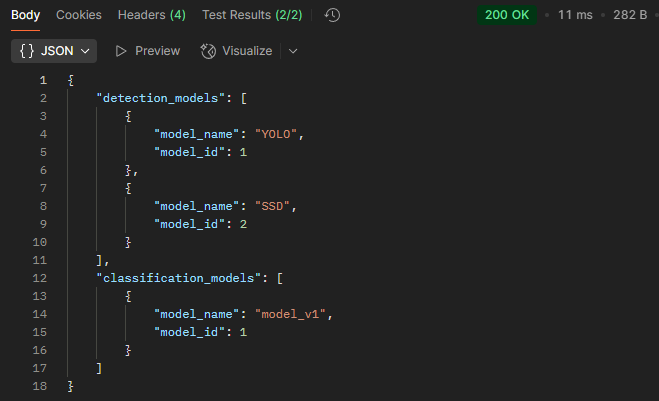 Body Cookies Headers (4) Test Results (2/2) 200 OK • 11 ms • 282 B
{} JSON Preview Visualize
1 {
2     "detection_models": [
3         {
4             "model_name": "YOLO",
5             "model_id": 1
6         },
7         {
8             "model_name": "SSD",
9             "model_id": 2
10         }
11     ],
12     "classification_models": [
13         {
14             "model_name": "model_v1",
15             "model_id": 1
16         }
17     ]
18 }